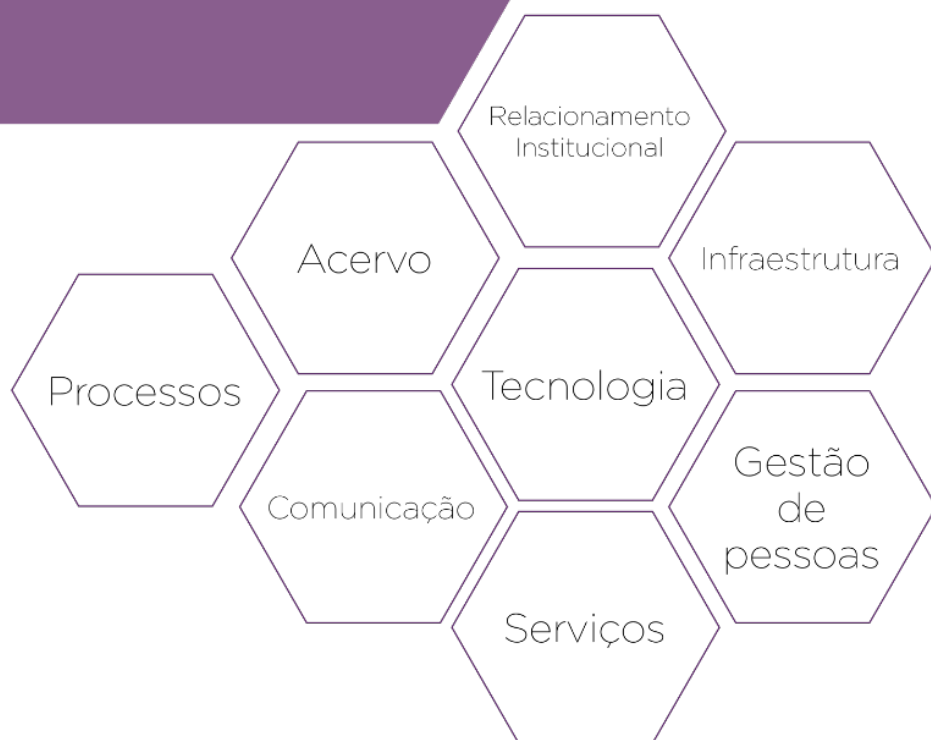 Relacionamento
Institucional
Acervo
Infraestrutura
Processos
Tecnologia
Comunicação
Gestão
de
pessoas
Serviços